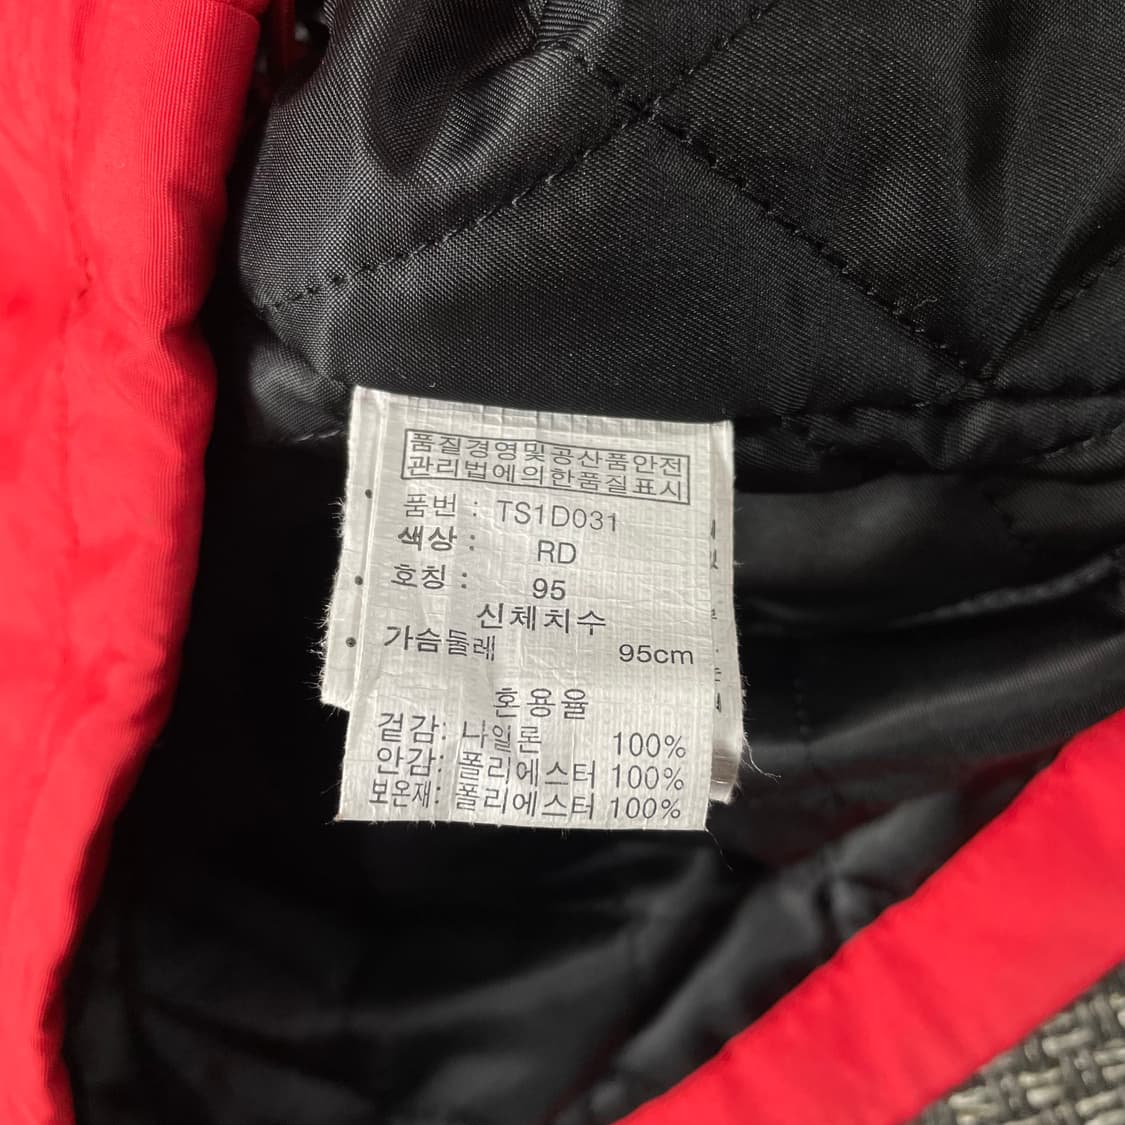 품질경영및공산품안전
관리법에의한품질표시
품번 : TS1D031
색상 : RD
호칭 : 95
신체치수
가슴둘레 95cm
혼용율
겉감: 나일론 100%
안감: 폴리에스터 100%
보온재: 폴리에스터 100%